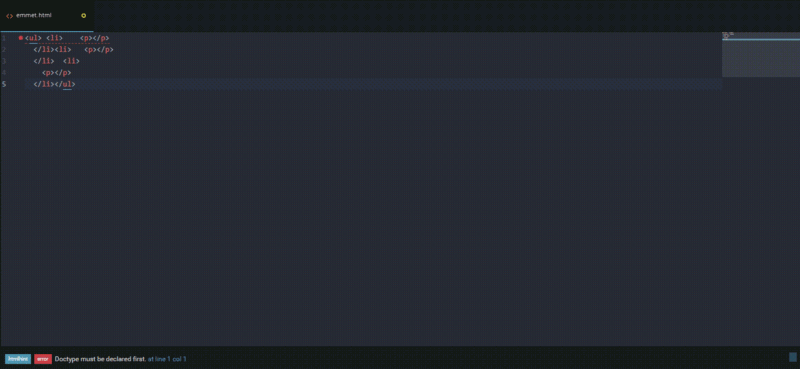 emmet.html
1 <ul> <li>    <p></p>
2   </li><li>   <p></p>
3   </li>  <li>
4     <p></p>
5   </li></ul>
htmlhint error Doctype must be declared first. at line 1 col 1